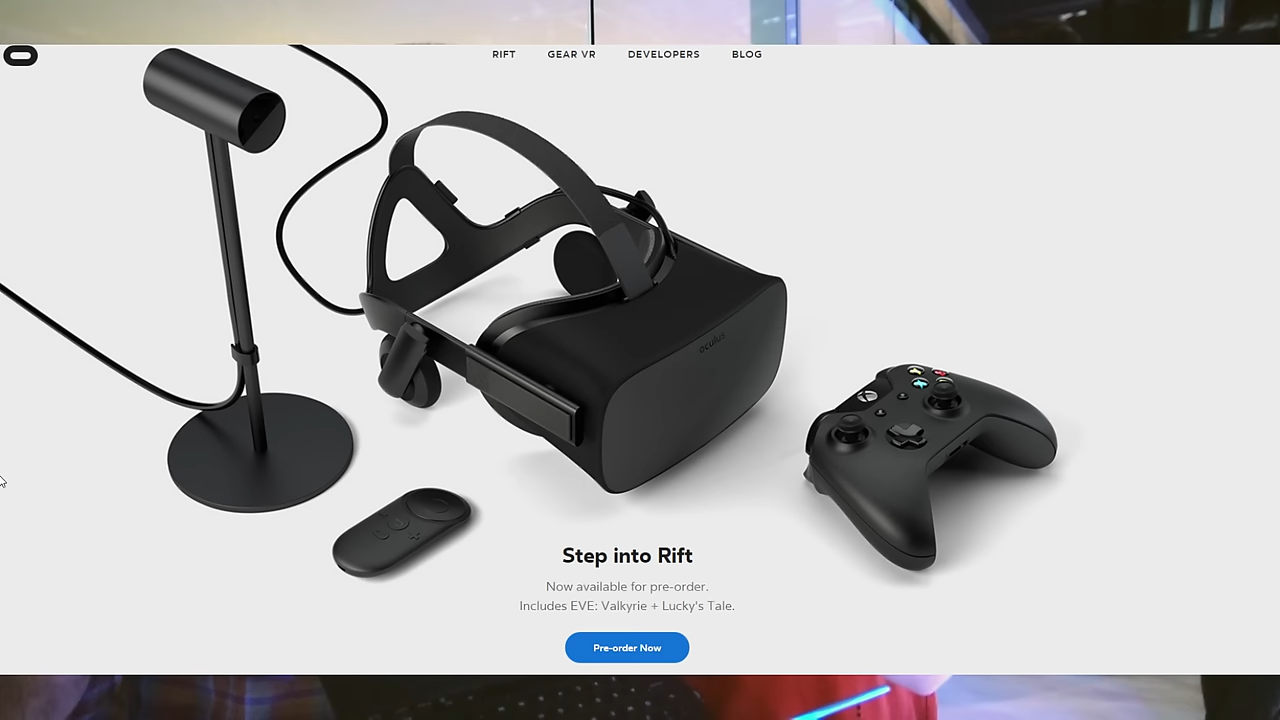 RIFT GEAR VR DEVELOPERS BLOG
oculus
Step into Rift
Now available for pre-order.
Includes EVE: Valkyrie + Lucky's Tale.
Pre-order Now